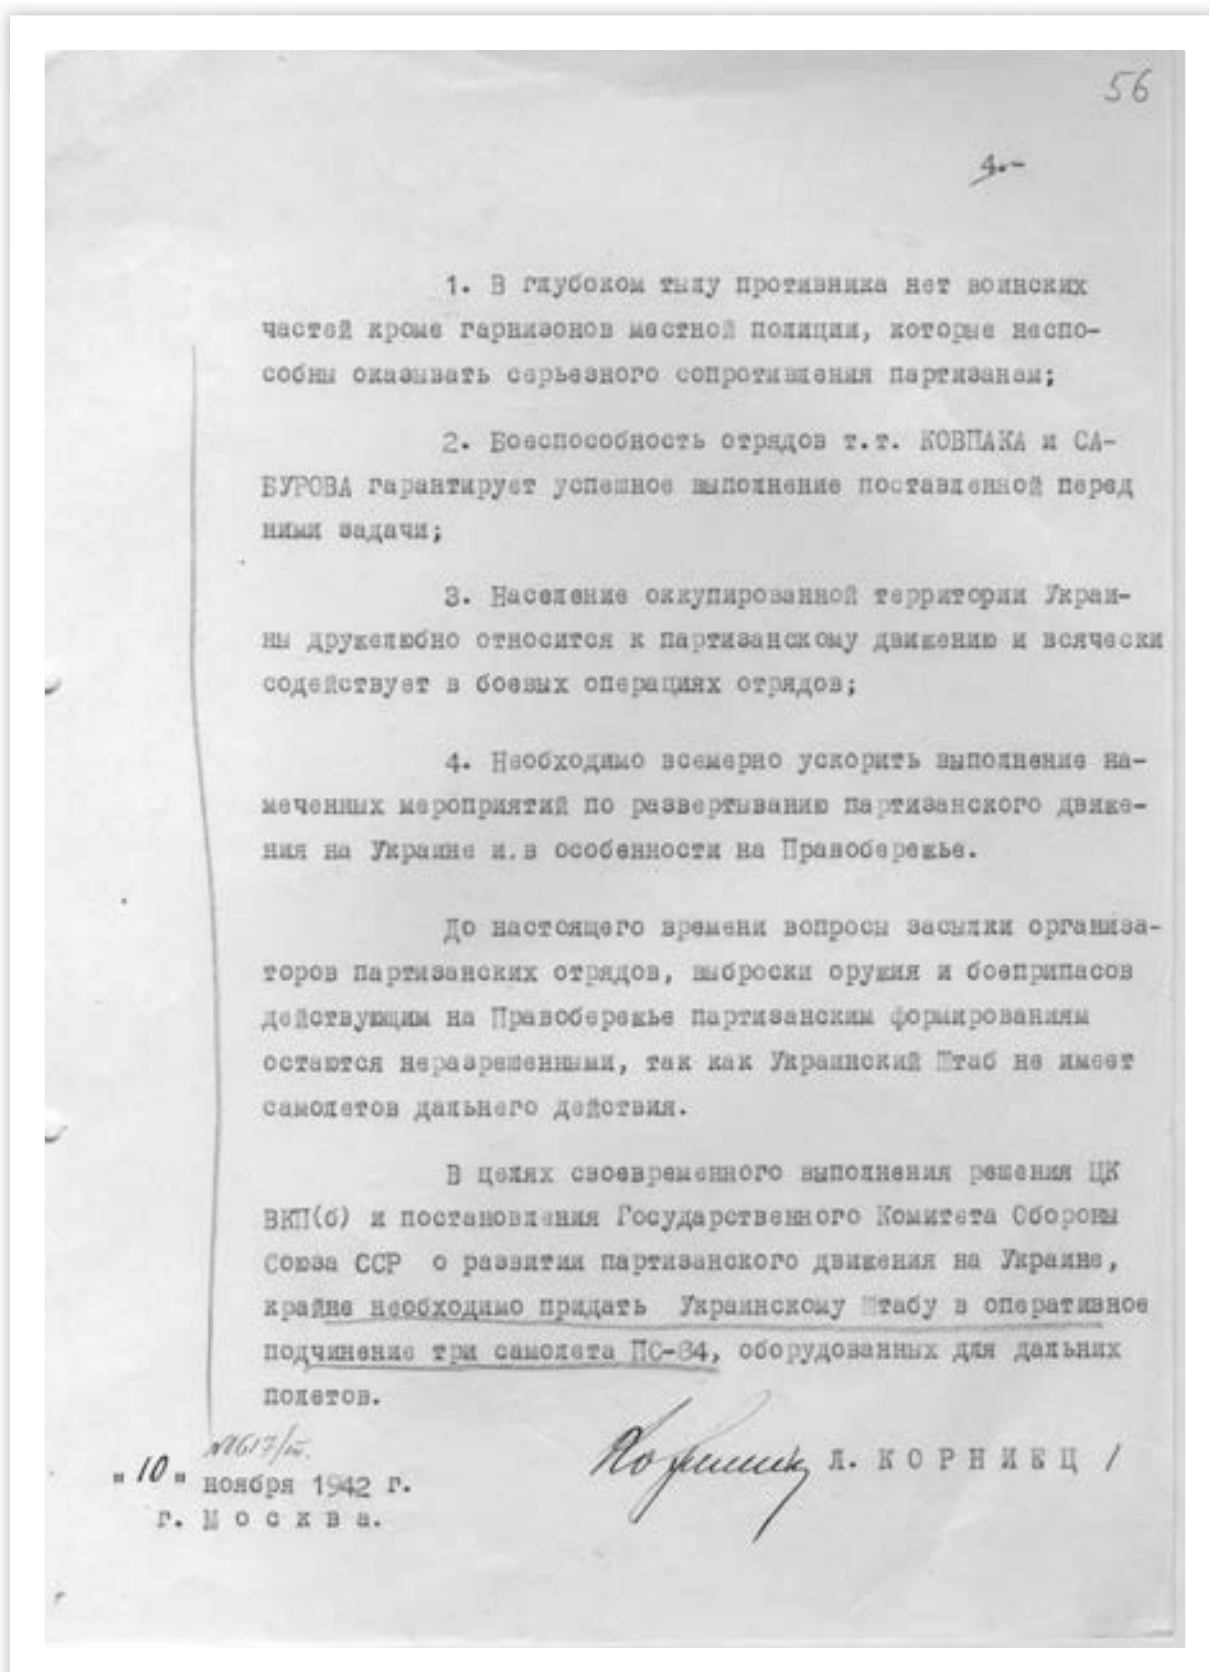 56
4.-
1. В глубоком тылу противника нет воинских
частей кроме гарнизонов местной полиции, которые неспо-
собны оказывать серьезного сопротивления партизанам;
2. Боеспособность отрядов т.т. КОВПАКА и СА-
БУРОВА гарантирует успешное выполнение поставленной перед
ними задачи;
3. Население оккупированной территории Украи-
ны дружелюбно относится к партизанскому движению и всячески
содействует в боевых операциях отрядов;
4. Необходимо всемерно ускорить выполнение на-
меченных мероприятий по развертыванию партизанского движе-
ния на Украине и в особенности на Правобережье.
До настоящего времени вопросы засылки организа-
торов партизанских отрядов, выброски оружия и боеприпасов
действующим на Правобережье партизанским формированиям
остаются неразрешенными, так как Украинский Штаб не имеет
самолетов дальнего действия.
В целях своевременного выполнения решения ЦК
ВКП(б) и постановления Государственного Комитета Обороны
Союза ССР о развитии партизанского движения на Украине,
крайне необходимо придать Украинскому Штабу в оперативное
подчинение три самолета ПС-84, оборудованных для дальних
полетов.
Л. КОРНИЕЦ /
"10" ноября 1942 г.
г. Москва.